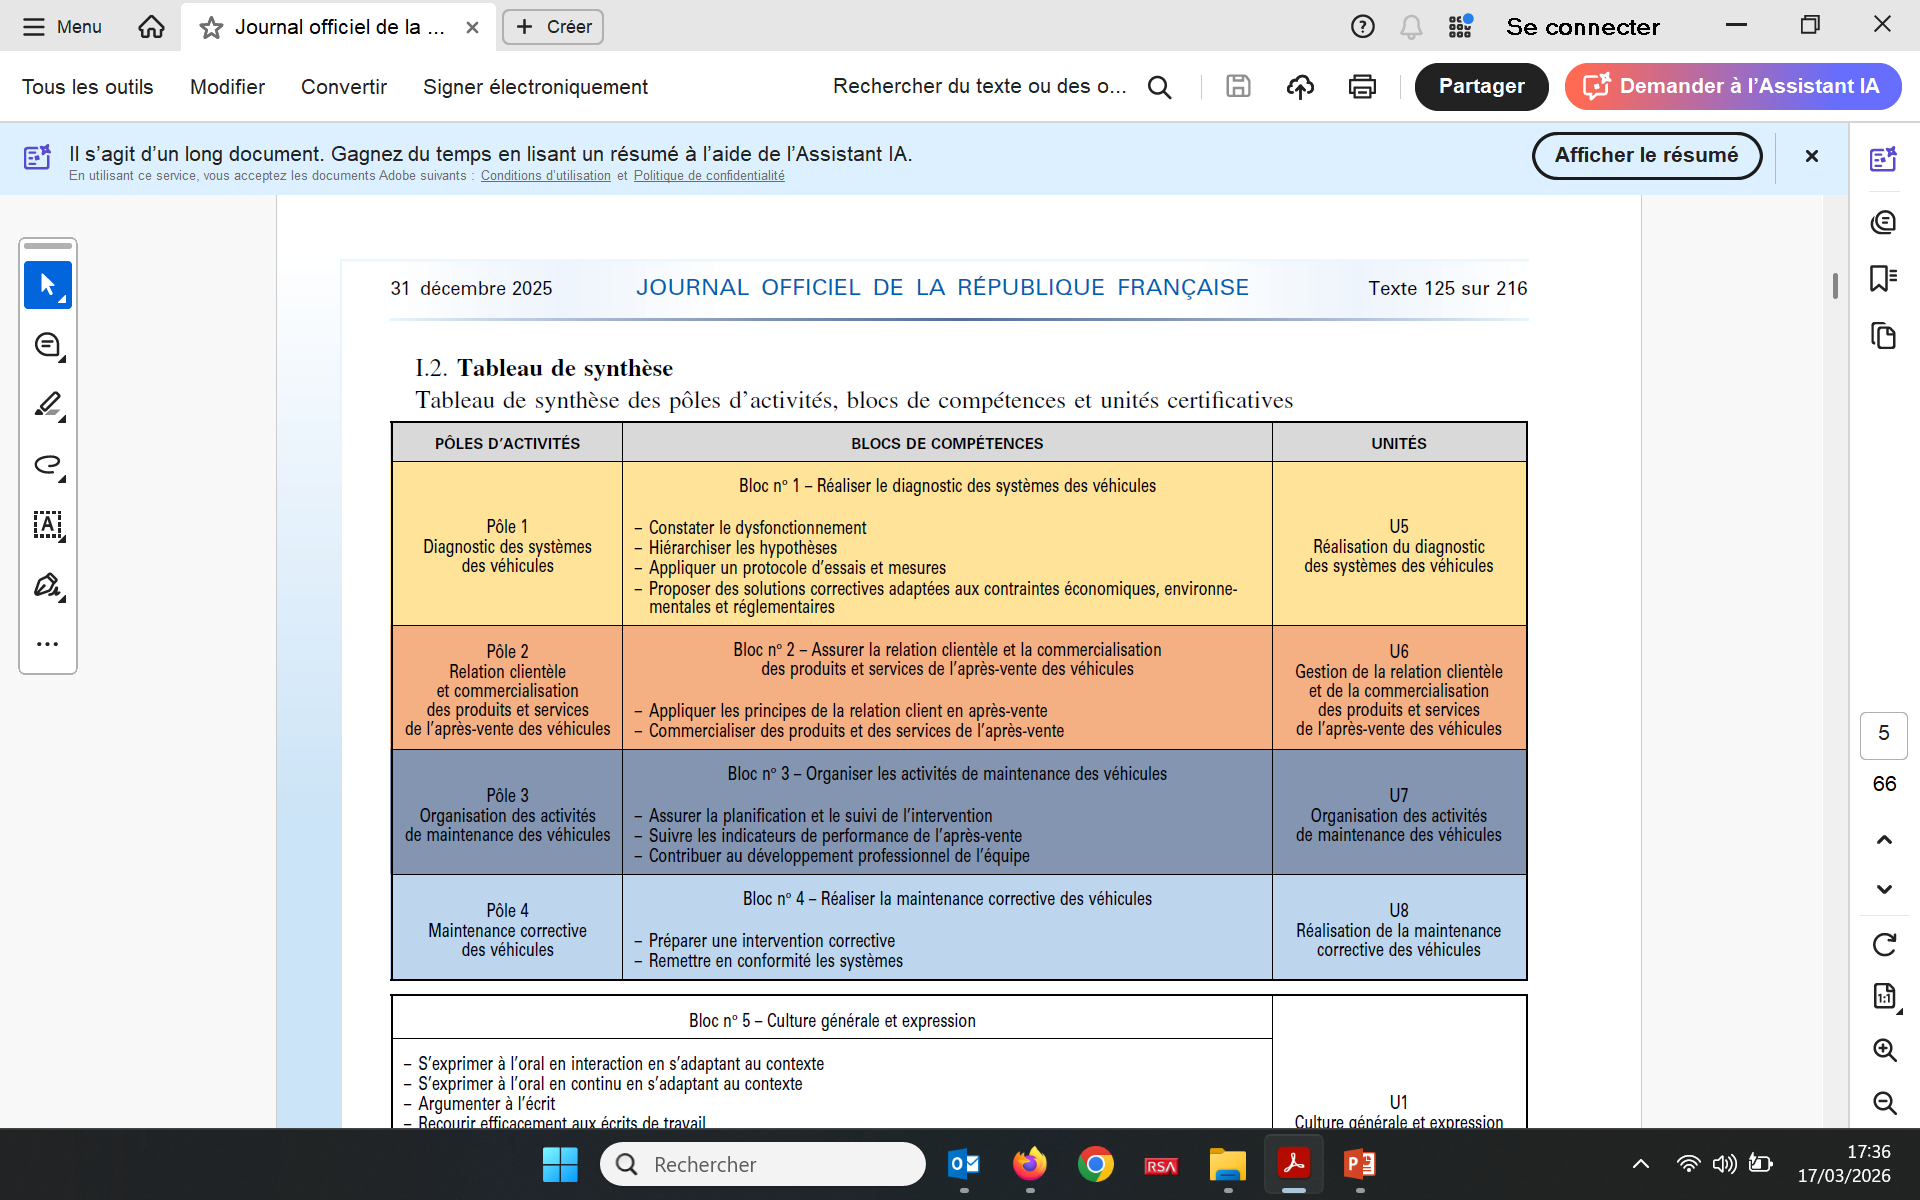 Menu
Journal officiel de la ...
Créer
Se connecter
Tous les outils
Modifier
Convertir
Signer électroniquement
Rechercher du texte ou des o...
Partager
Demander à l'Assistant IA
Il s'agit d'un long document. Gagnez du temps en lisant un résumé à l'aide de l'Assistant IA.
En utilisant ce service, vous acceptez les documents Adobe suivants : Conditions d'utilisation et Politique de confidentialité
Afficher le résumé
31 décembre 2025
JOURNAL OFFICIEL DE LA RÉPUBLIQUE FRANÇAISE
Texte 125 sur 216
I.2. Tableau de synthèse
Tableau de synthèse des pôles d'activités, blocs de compétences et unités certificatives
PÔLES D'ACTIVITÉS
BLOCS DE COMPÉTENCES
UNITÉS
Pôle 1
Diagnostic des systèmes
des véhicules
Bloc n° 1 – Réaliser le diagnostic des systèmes des véhicules
– Constater le dysfonctionnement
– Hiérarchiser les hypothèses
– Appliquer un protocole d'essais et mesures
– Proposer des solutions correctives adaptées aux contraintes économiques, environne-
mentales et réglementaires
U5
Réalisation du diagnostic
des systèmes des véhicules
Pôle 2
Relation clientèle
et commercialisation
des produits et services
de l'après-vente des véhicules
Bloc n° 2 – Assurer la relation clientèle et la commercialisation
des produits et services de l'après-vente des véhicules
– Appliquer les principes de la relation client en après-vente
– Commercialiser des produits et des services de l'après-vente
U6
Gestion de la relation clientèle
et de la commercialisation
des produits et services
de l'après-vente des véhicules
Pôle 3
Organisation des activités
de maintenance des véhicules
Bloc n° 3 – Organiser les activités de maintenance des véhicules
– Assurer la planification et le suivi de l'intervention
– Suivre les indicateurs de performance de l'après-vente
– Contribuer au développement professionnel de l'équipe
U7
Organisation des activités
de maintenance des véhicules
Pôle 4
Maintenance corrective
des véhicules
Bloc n° 4 – Réaliser la maintenance corrective des véhicules
– Préparer une intervention corrective
– Remettre en conformité les systèmes
U8
Réalisation de la maintenance
corrective des véhicules
Bloc n° 5 – Culture générale et expression
– S'exprimer à l'oral en interaction en s'adaptant au contexte
– S'exprimer à l'oral en continu en s'adaptant au contexte
– Argumenter à l'écrit
– Recourir efficacement aux écrits de travail
U1
Culture générale et expression
5
66
1:1
Rechercher
RSA
17:36
17/03/2026